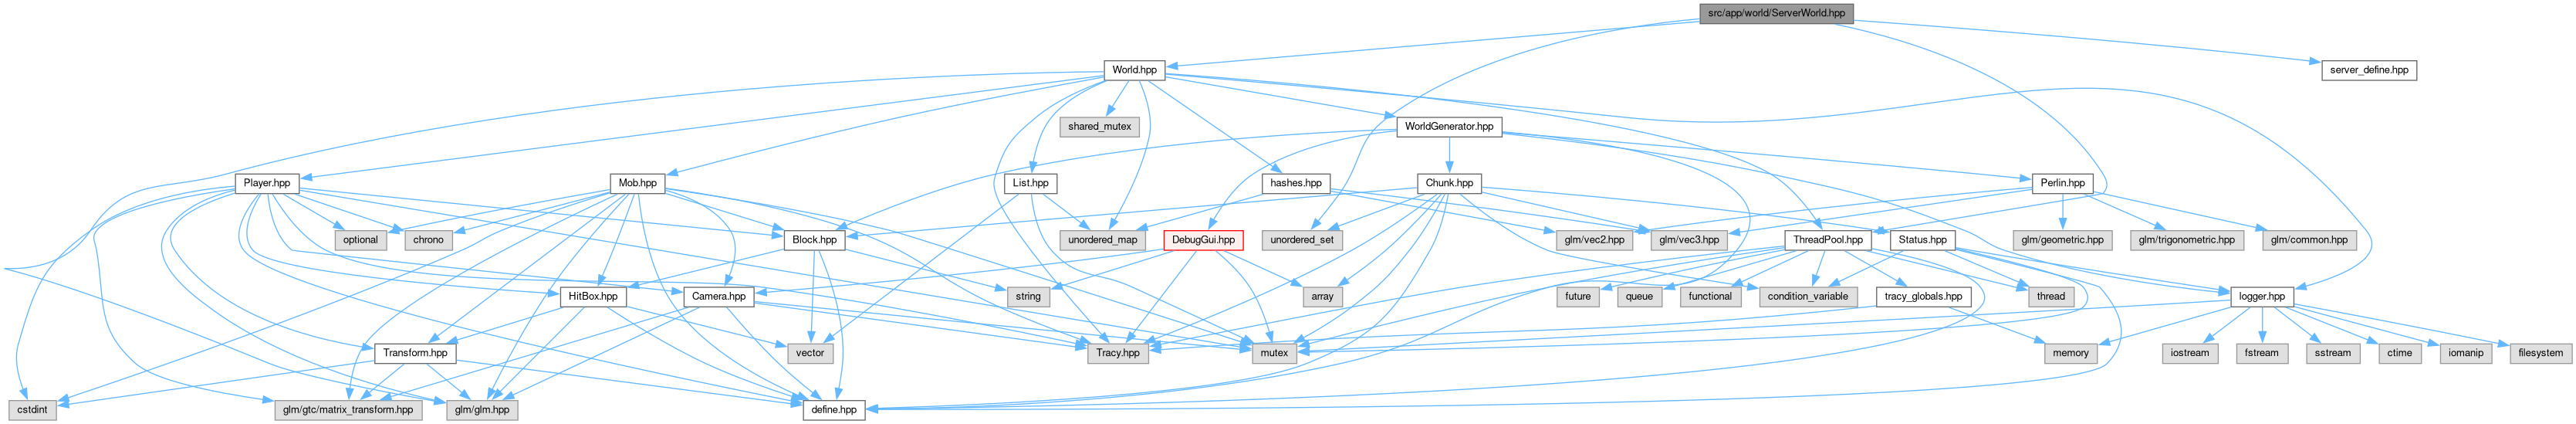 src/app/world/ServerWorld.hpp
World.hpp
server_define.hpp
shared_mutex
WorldGenerator.hpp
Player.hpp
Mob.hpp
List.hpp
hashes.hpp
Chunk.hpp
Perlin.hpp
optional
chrono
Block.hpp
unordered_map
DebugGui.hpp
unordered_set
glm/vec2.hpp
glm/vec3.hpp
ThreadPool.hpp
Status.hpp
glm/geometric.hpp
glm/trigonometric.hpp
glm/common.hpp
HitBox.hpp
Camera.hpp
string
array
future
queue
functional
condition_variable
tracy_globals.hpp
thread
logger.hpp
Transform.hpp
vector
Tracy.hpp
mutex
memory
iostream
fstream
sstream
ctime
iomanip
filesystem
cstdint
glm/gtc/matrix_transform.hpp
glm/glm.hpp
define.hpp